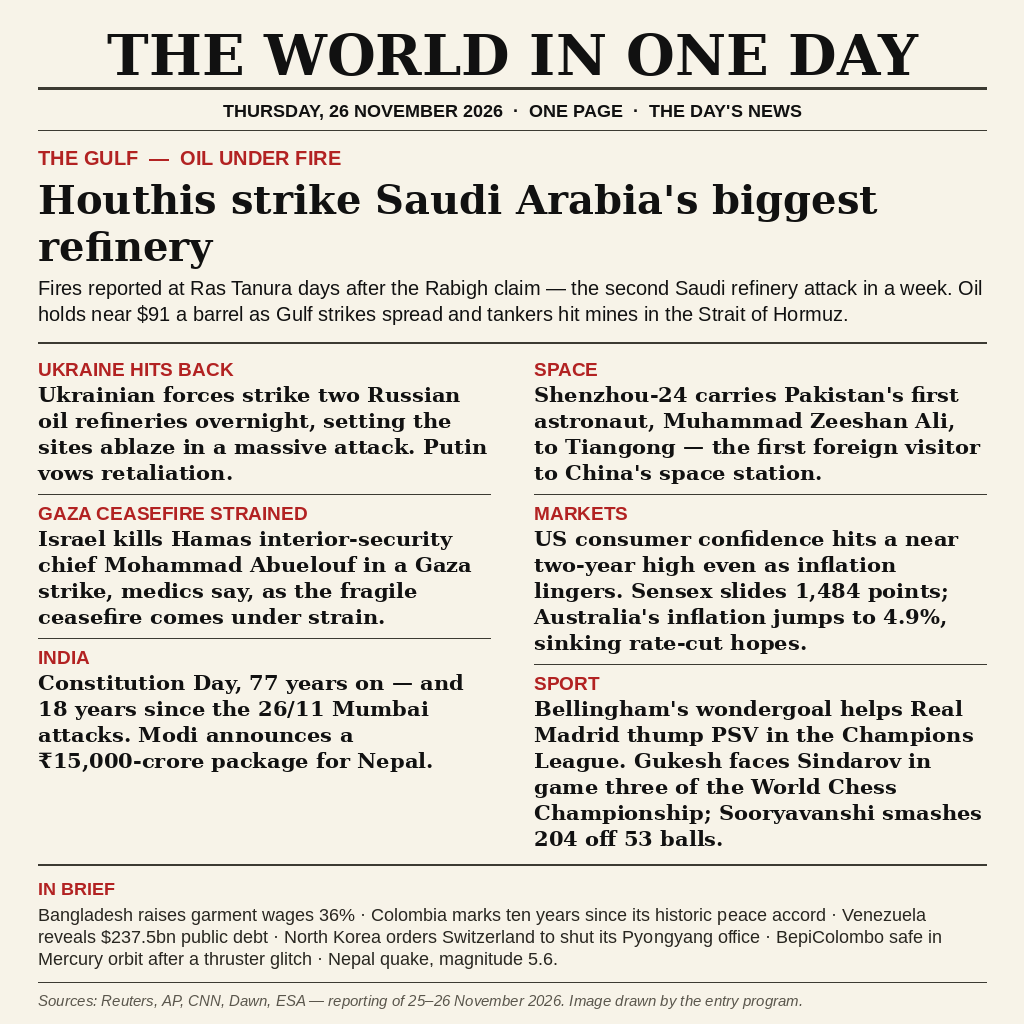 THE WORLD IN ONE DAY
THURSDAY, 26 NOVEMBER 2026 · ONE PAGE · THE DAY'S NEWS
THE GULF — OIL UNDER FIRE
Houthis strike Saudi Arabia's biggest
refinery
Fires reported at Ras Tanura days after the Rabigh claim — the second Saudi refinery attack in a week. Oil
holds near $91 a barrel as Gulf strikes spread and tankers hit mines in the Strait of Hormuz.
UKRAINE HITS BACK
Ukrainian forces strike two Russian
oil refineries overnight, setting the
sites ablaze in a massive attack. Putin
vows retaliation.
GAZA CEASEFIRE STRAINED
Israel kills Hamas interior-security
chief Mohammad Abuelouf in a Gaza
strike, medics say, as the fragile
ceasefire comes under strain.
INDIA
Constitution Day, 77 years on — and
18 years since the 26/11 Mumbai
attacks. Modi announces a
₹15,000-crore package for Nepal.
SPACE
Shenzhou-24 carries Pakistan's first
astronaut, Muhammad Zeeshan Ali,
to Tiangong — the first foreign visitor
to China's space station.
MARKETS
US consumer confidence hits a near
two-year high even as inflation
lingers. Sensex slides 1,484 points;
Australia's inflation jumps to 4.9%,
sinking rate-cut hopes.
SPORT
Bellingham's wondergoal helps Real
Madrid thump PSV in the Champions
League. Gukesh faces Sindarov in
game three of the World Chess
Championship; Sooryavanshi smashes
204 off 53 balls.
IN BRIEF
Bangladesh raises garment wages 36% · Colombia marks ten years since its historic peace accord · Venezuela
reveals $237.5bn public debt · North Korea orders Switzerland to shut its Pyongyang office · BepiColombo safe in
Mercury orbit after a thruster glitch · Nepal quake, magnitude 5.6.
Sources: Reuters, AP, CNN, Dawn, ESA — reporting of 25–26 November 2026. Image drawn by the entry program.